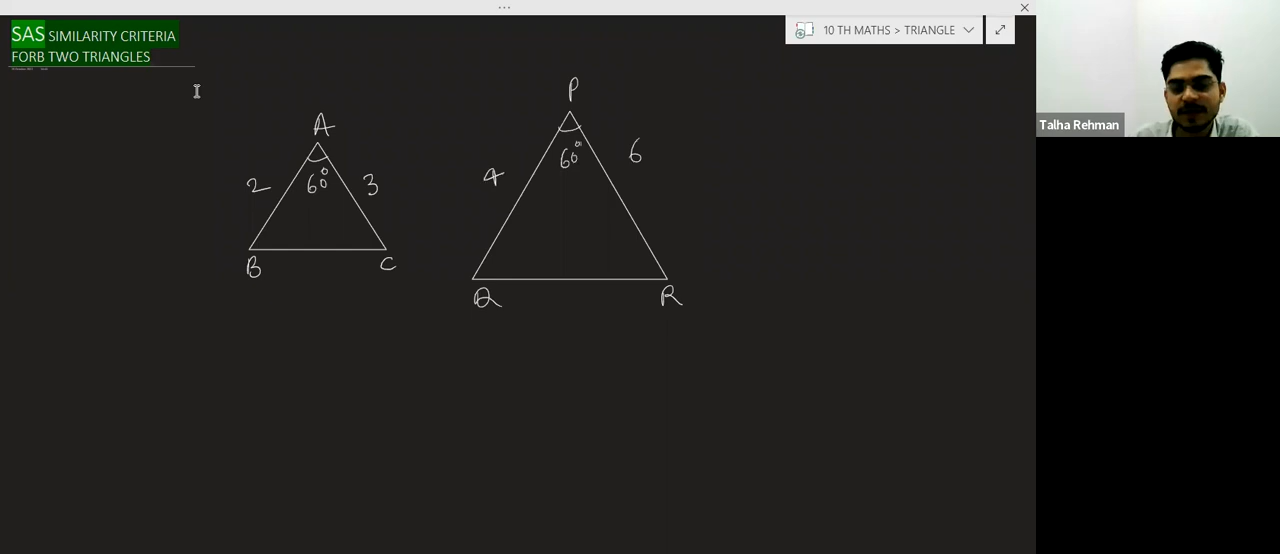 SAS SIMILARITY CRITERIA
FORB TWO TRIANGLES
10 TH MATHS > TRIANGLE
Talha Rehman
P
A
60°
6
4
2
60°
3
B
C
Q
R